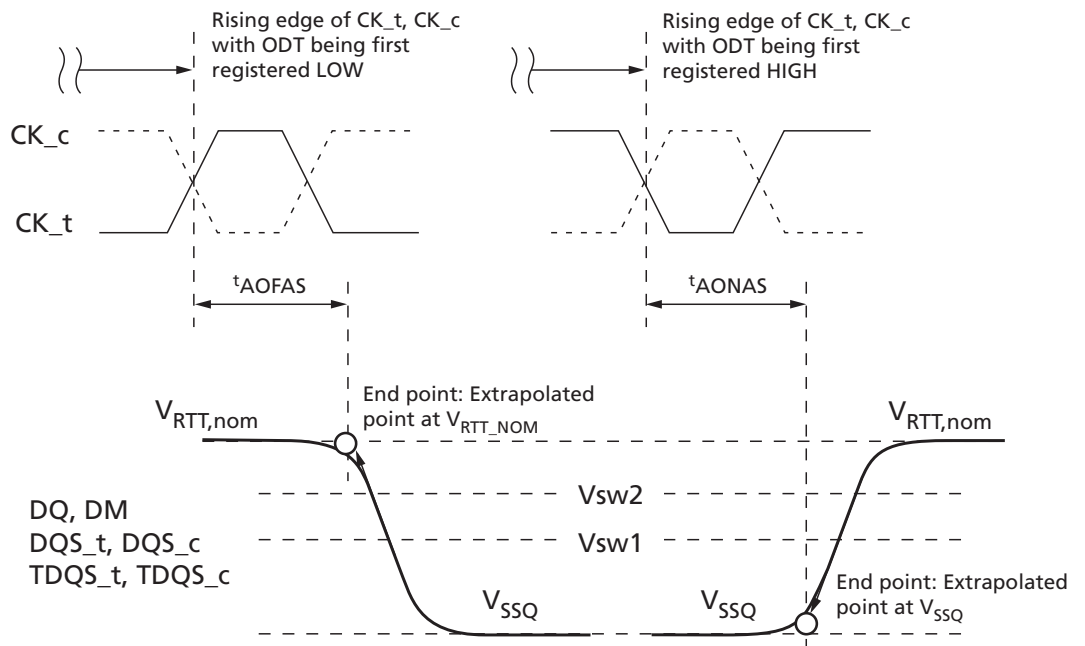 Rising edge of CK_t, CK_c
with ODT being first
registered LOW
Rising edge of CK_t, CK_c
with ODT being first
registered HIGH
CK_c
CK_t
tAOFAS
tAONAS
End point: Extrapolated
point at VRTT_NOM
VRTT,nom
VRTT,nom
Vsw2
DQ, DM
DQS_t, DQS_c
TDQS_t, TDQS_c
Vsw1
VSSQ
VSSQ
End point: Extrapolated
point at VSSQ